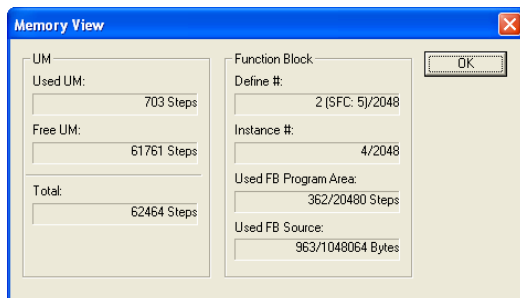 Memory View
UM
Used UM:
703 Steps
Free UM:
61761 Steps
Total:
62464 Steps
Function Block
Define #:
2 (SFC: 5)/2048
Instance #:
4/2048
Used FB Program Area:
362/20480 Steps
Used FB Source:
963/1048064 Bytes
OK